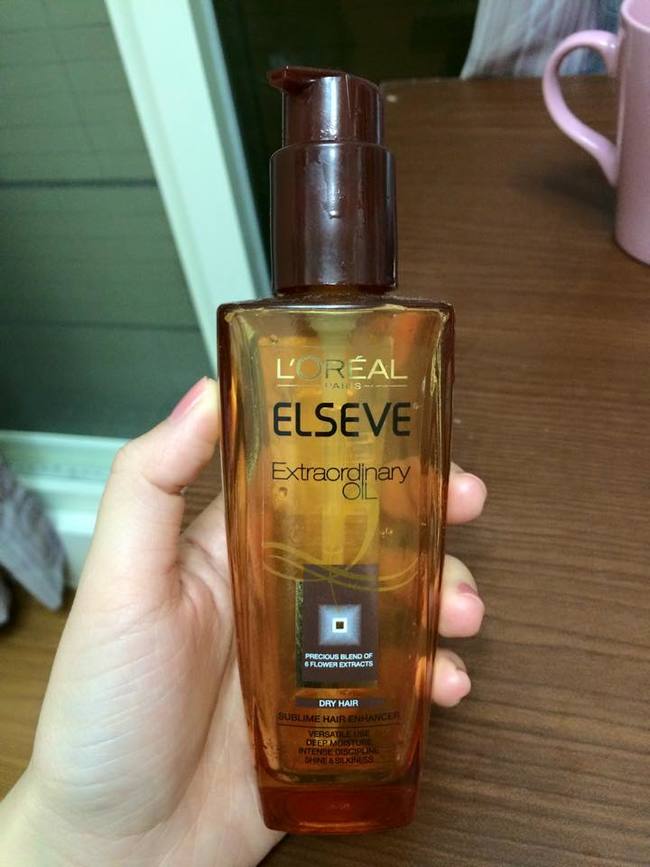 L'ORÉAL
PARIS
ELSEVE
Extraordinary
OIL
PRECIOUS BLEND OF
6 FLOWER EXTRACTS
DRY HAIR
SUBLIME HAIR ENHANCER
VERSATILE USE
DEEP MOISTURE
INTENSE DISCIPLINE
SHINE & SILKINESS